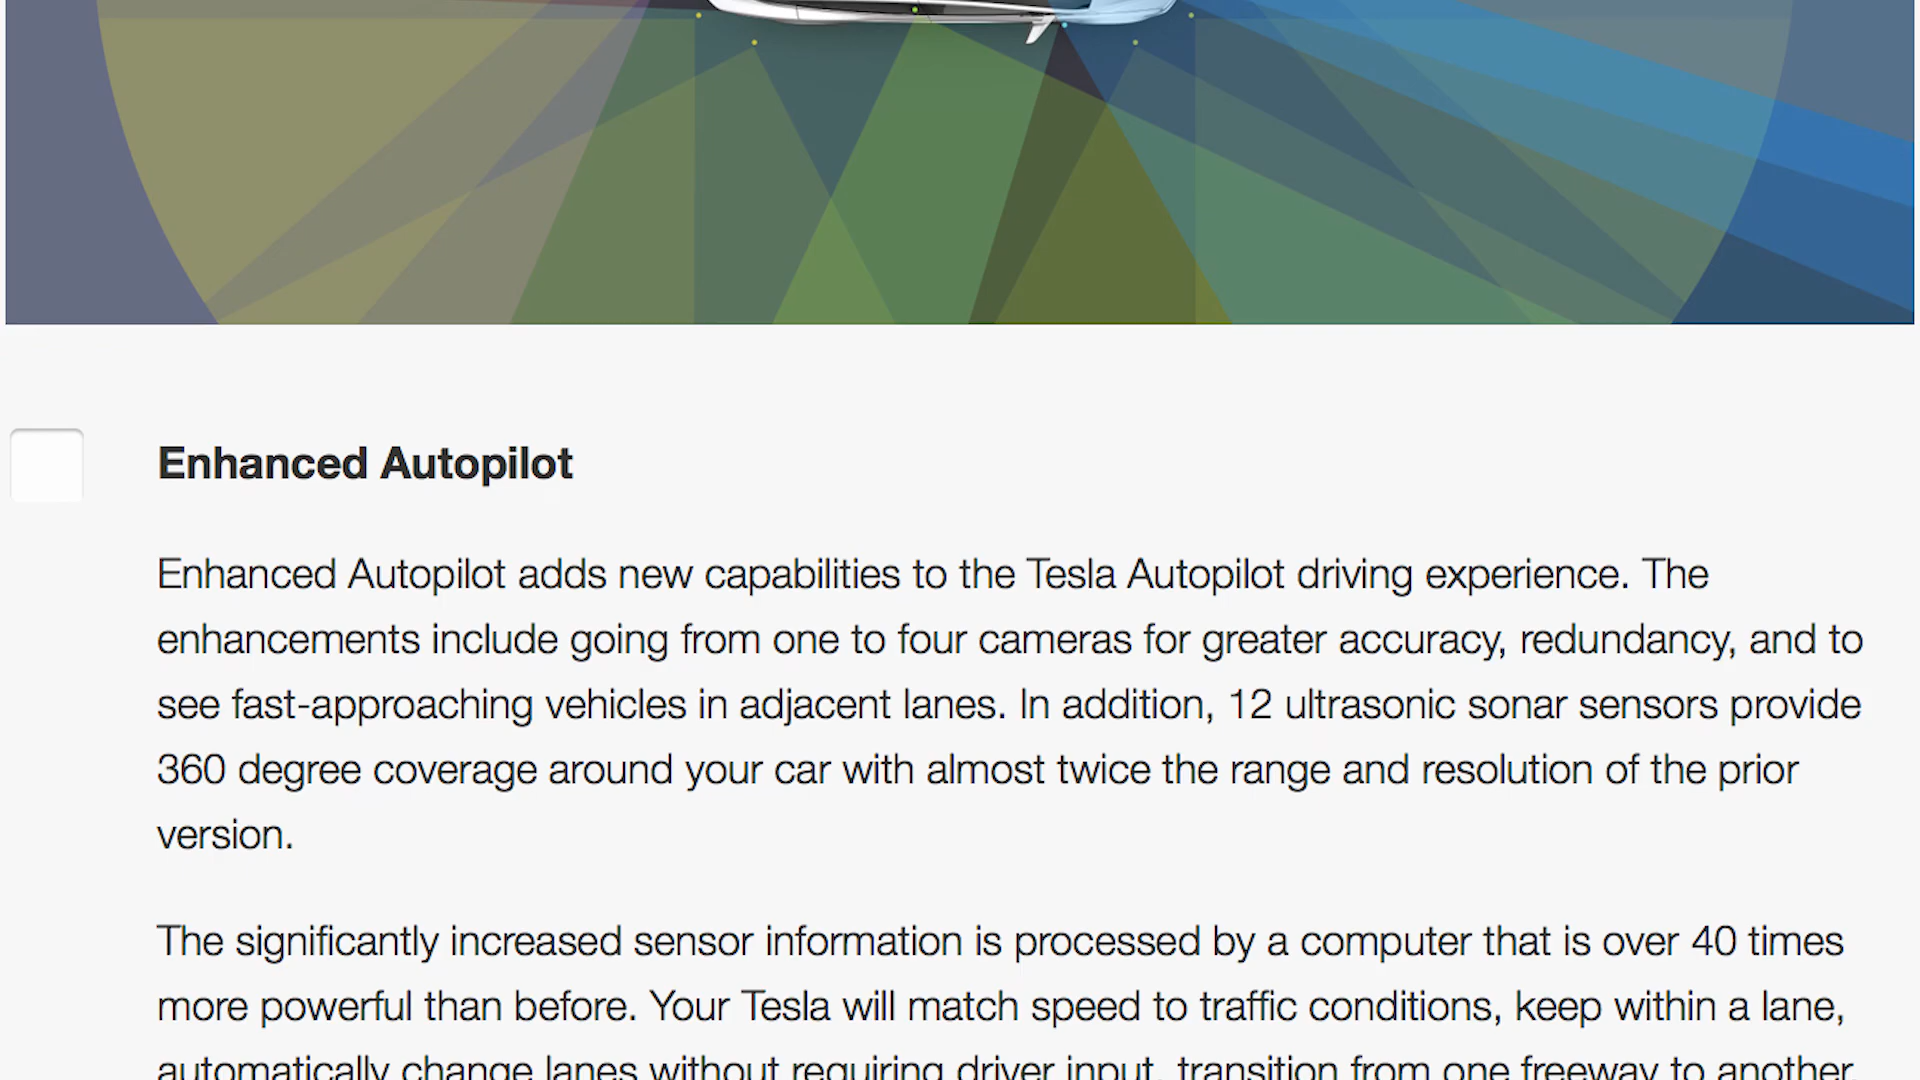 Enhanced Autopilot
Enhanced Autopilot adds new capabilities to the Tesla Autopilot driving experience. The
enhancements include going from one to four cameras for greater accuracy, redundancy, and to
see fast-approaching vehicles in adjacent lanes. In addition, 12 ultrasonic sonar sensors provide
360 degree coverage around your car with almost twice the range and resolution of the prior
version.
The significantly increased sensor information is processed by a computer that is over 40 times
more powerful than before. Your Tesla will match speed to traffic conditions, keep within a lane,
automatically change lanes without requiring driver input, transition from one freeway to another,